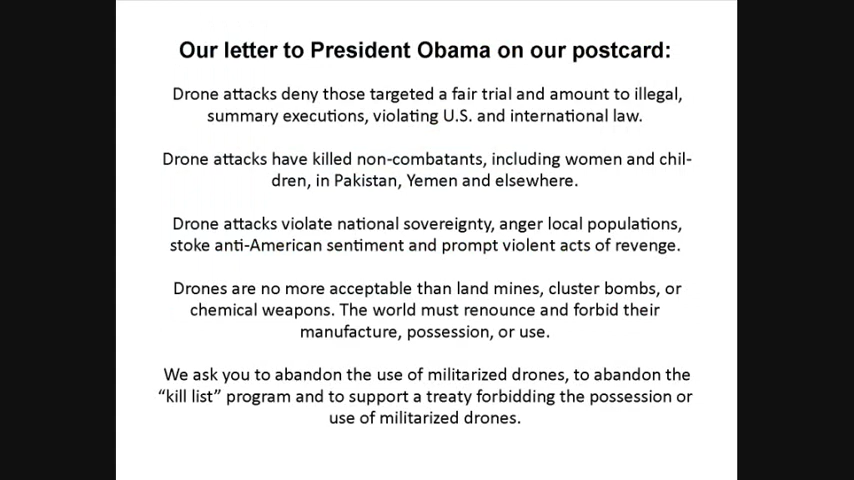 Our letter to President Obama on our postcard:
Drone attacks deny those targeted a fair trial and amount to illegal,
summary executions, violating U.S. and international law.
Drone attacks have killed non-combatants, including women and chil-
dren, in Pakistan, Yemen and elsewhere.
Drone attacks violate national sovereignty, anger local populations,
stoke anti-American sentiment and prompt violent acts of revenge.
Drones are no more acceptable than land mines, cluster bombs, or
chemical weapons. The world must renounce and forbid their
manufacture, possession, or use.
We ask you to abandon the use of militarized drones, to abandon the
“kill list” program and to support a treaty forbidding the possession or
use of militarized drones.